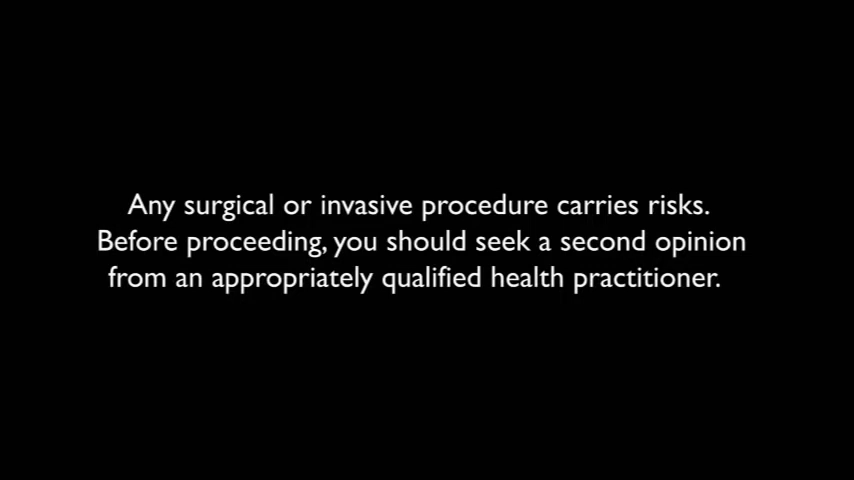 Any surgical or invasive procedure carries risks.
Before proceeding, you should seek a second opinion
from an appropriately qualified health practitioner.